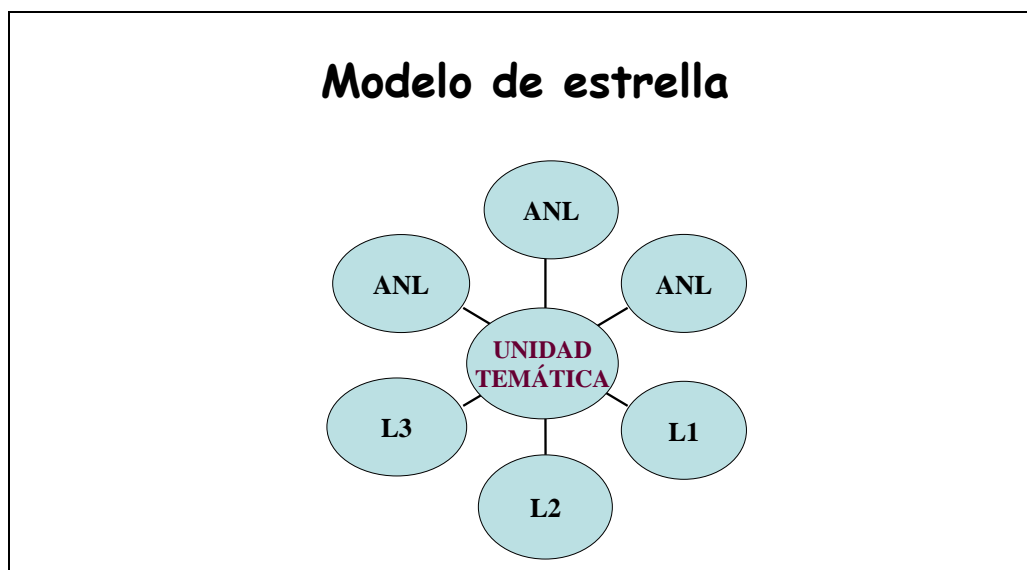 Modelo de estrella
ANL
ANL
ANL
UNIDAD
TEMÁTICA
L3
L1
L2